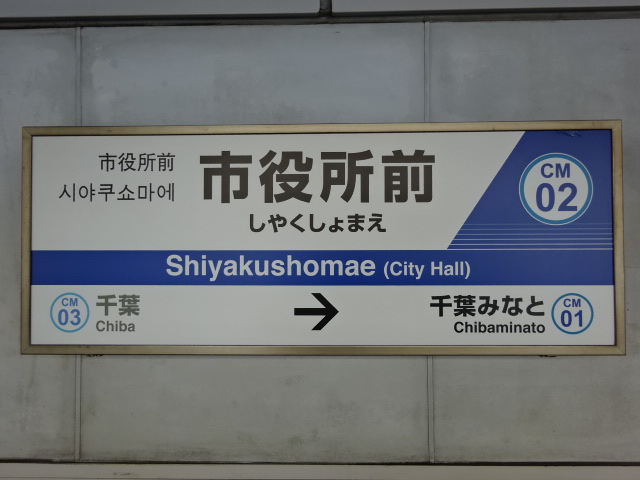 市役所前
시야쿠쇼마에
市役所前
しやくしょまえ
CM
02
Shiyakushomae (City Hall)
CM
03
千葉
Chiba
→
千葉みなと
Chibaminato
CM
01